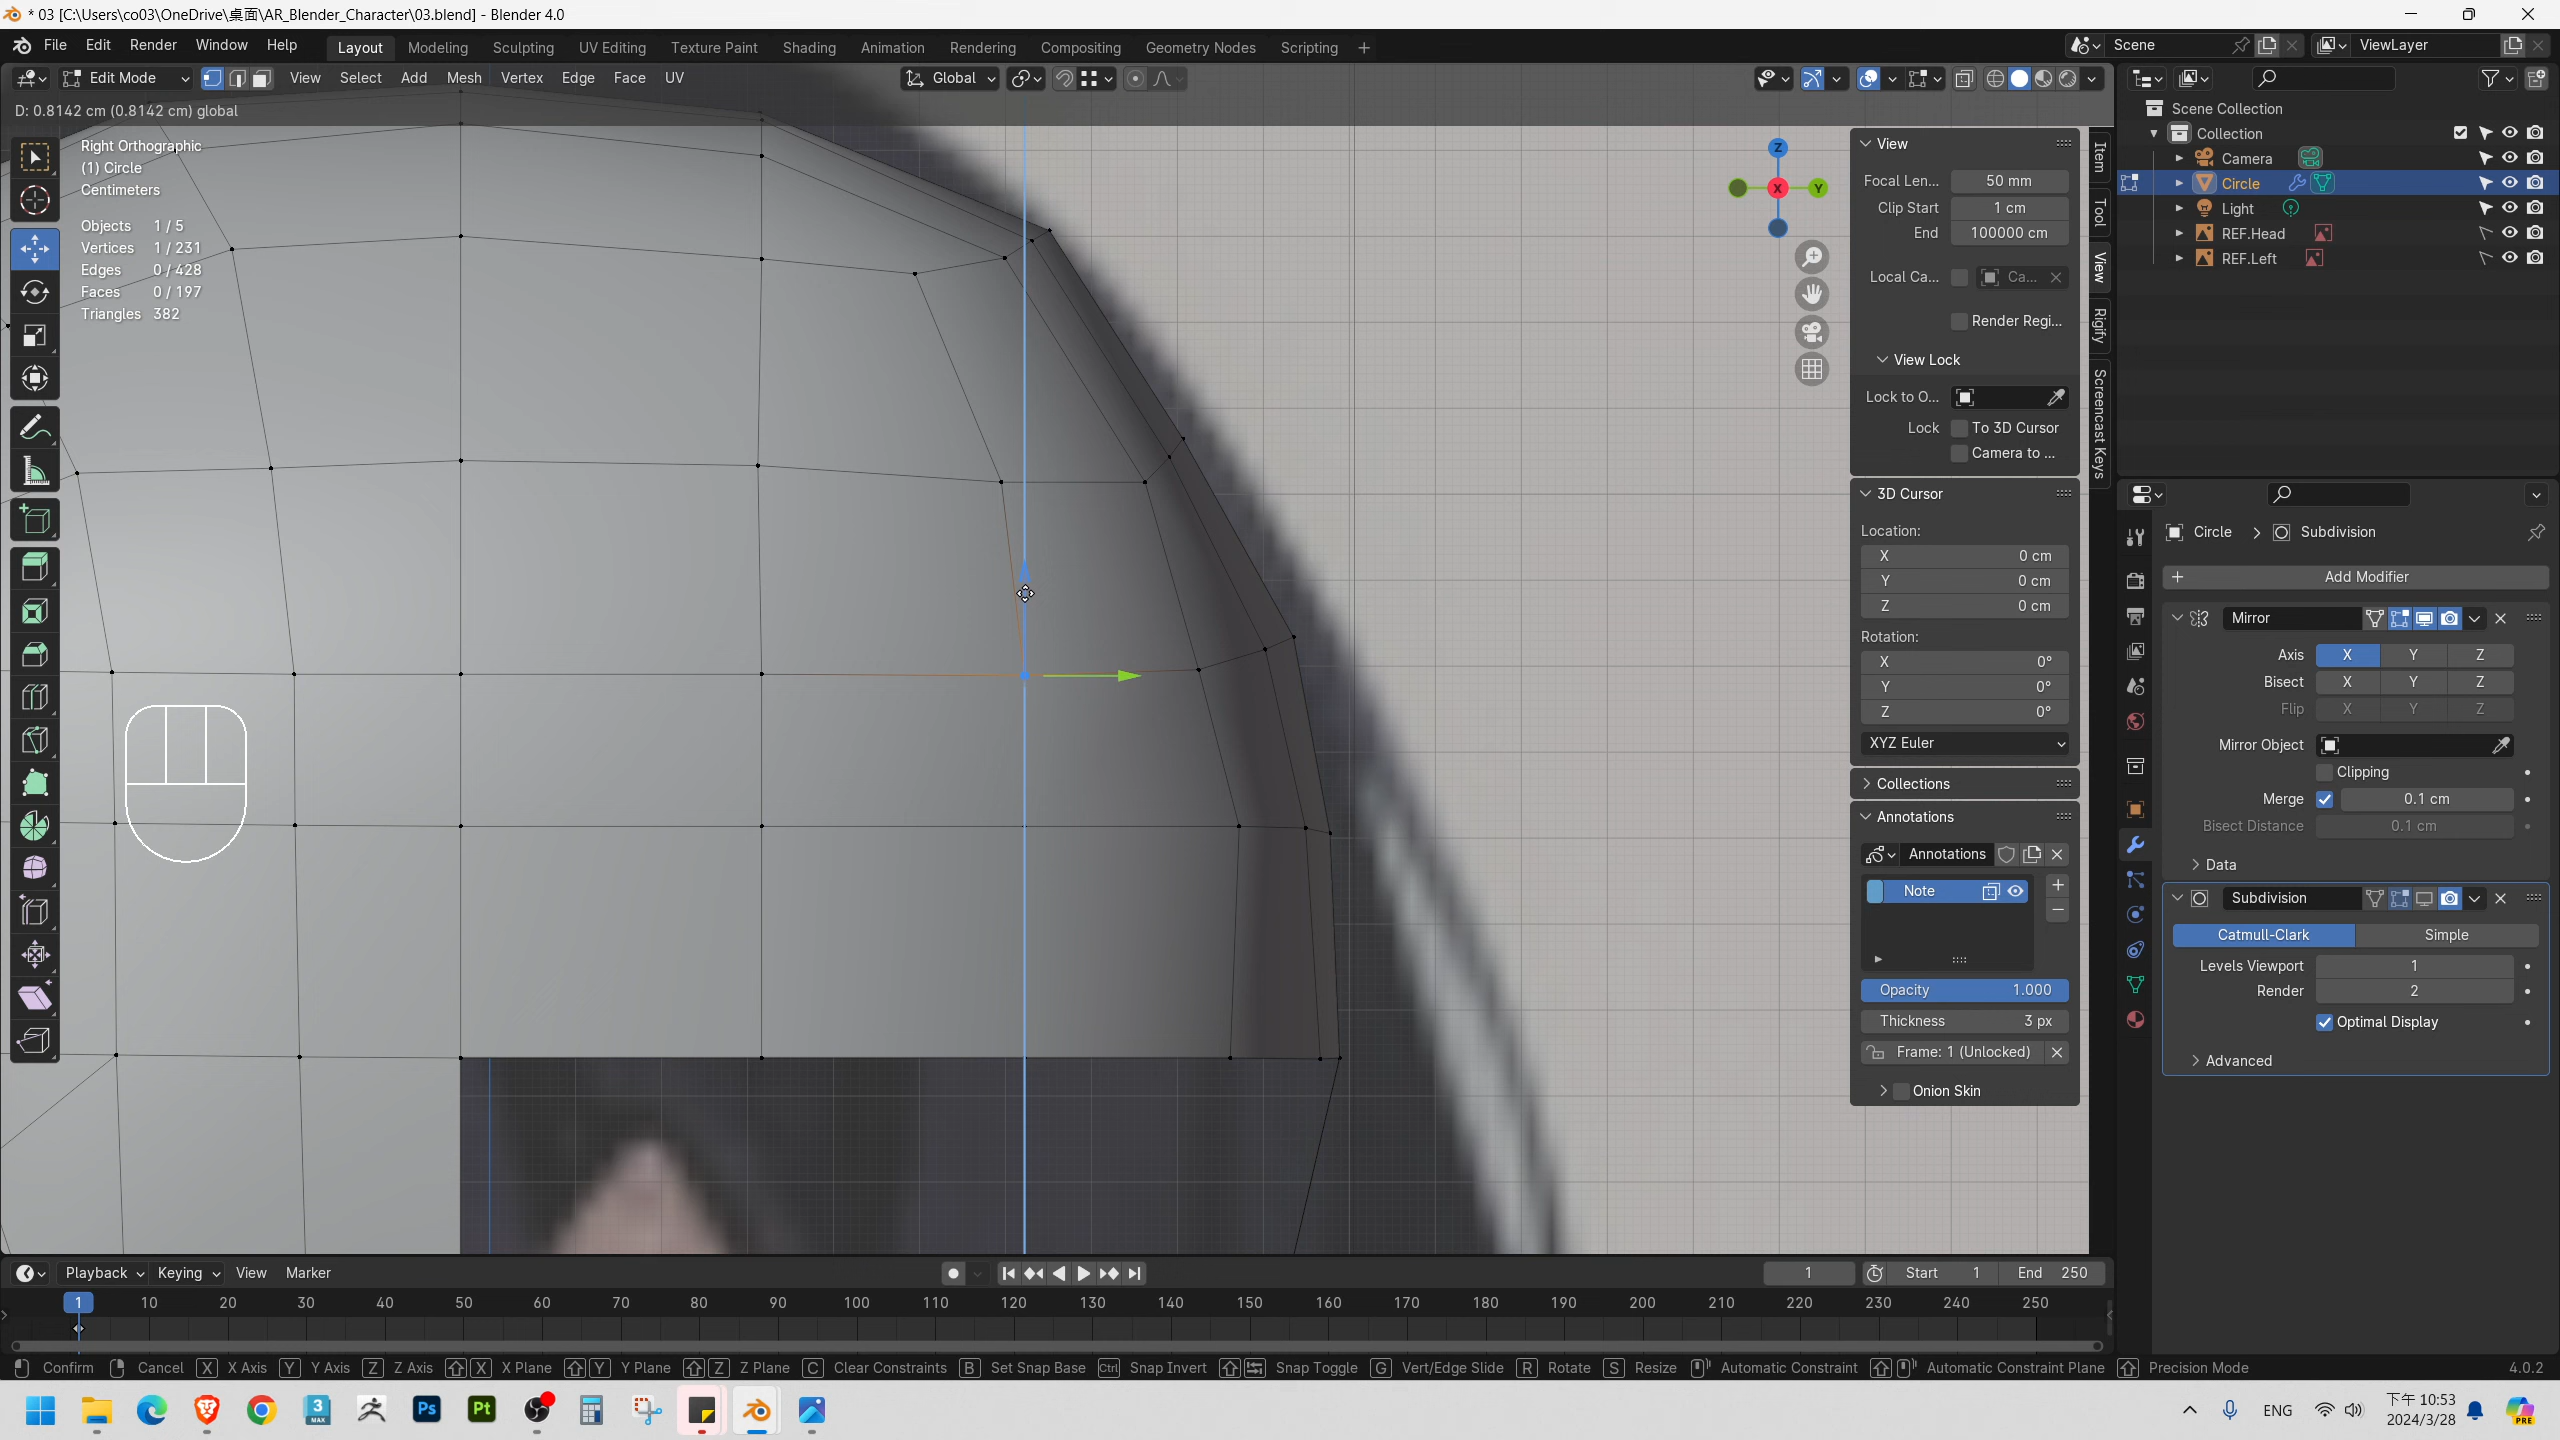 * 03 [C:\Users\co03\OneDrive\桌面\AR_Blender_Character\03.blend] - Blender 4.0
File Edit Render Window Help Layout Modeling Sculpting UV Editing Texture Paint Shading Animation Rendering Compositing Geometry Nodes Scripting + Scene ViewLayer
Edit Mode View Select Add Mesh Vertex Edge Face UV Global
D: 0.8142 cm (0.8142 cm) global
Right Orthographic
(1) Circle
Centimeters
Objects 1 / 5
Vertices 1 / 231
Edges 0 / 428
Faces 0 / 197
Triangles 382
Z
X
Y
View
Focal Len... 50 mm
Clip Start 1 cm
End 100000 cm
Local Ca... Ca...
Render Regi...
View Lock
Lock to O...
Lock To 3D Cursor
Camera to ...
3D Cursor
Location:
X 0 cm
Y 0 cm
Z 0 cm
Rotation:
X 0°
Y 0°
Z 0°
XYZ Euler
Collections
Annotations
Annotations
Note
Opacity 1.000
Thickness 3 px
Frame: 1 (Unlocked)
Onion Skin
Item
Tool
View
Rigify
Screencast Keys
Scene Collection
Collection
Camera
Circle
Light
REF.Head
REF.Left
Circle > Subdivision
+ Add Modifier
Mirror
Axis X Y Z
Bisect X Y Z
Flip X Y Z
Mirror Object
Clipping
Merge 0.1 cm
Bisect Distance 0.1 cm
Data
Subdivision
Catmull-Clark Simple
Levels Viewport 1
Render 2
Optimal Display
Advanced
Playback Keying View Marker 1 Start 1 End 250
1 10 20 30 40 50 60 70 80 90 100 110 120 130 140 150 160 170 180 190 200 210 220 230 240 250
Confirm Cancel X X Axis Y Y Axis Z Z Axis X X Plane Y Y Plane Z Z Plane C Clear Constraints B Set Snap Base Ctrl Snap Invert Snap Toggle G Vert/Edge Slide R Rotate S Resize Automatic Constraint Automatic Constraint Plane Precision Mode 4.0.2
3 MAX Ps Pt ENG 下午 10:53 PRE
2024/3/28